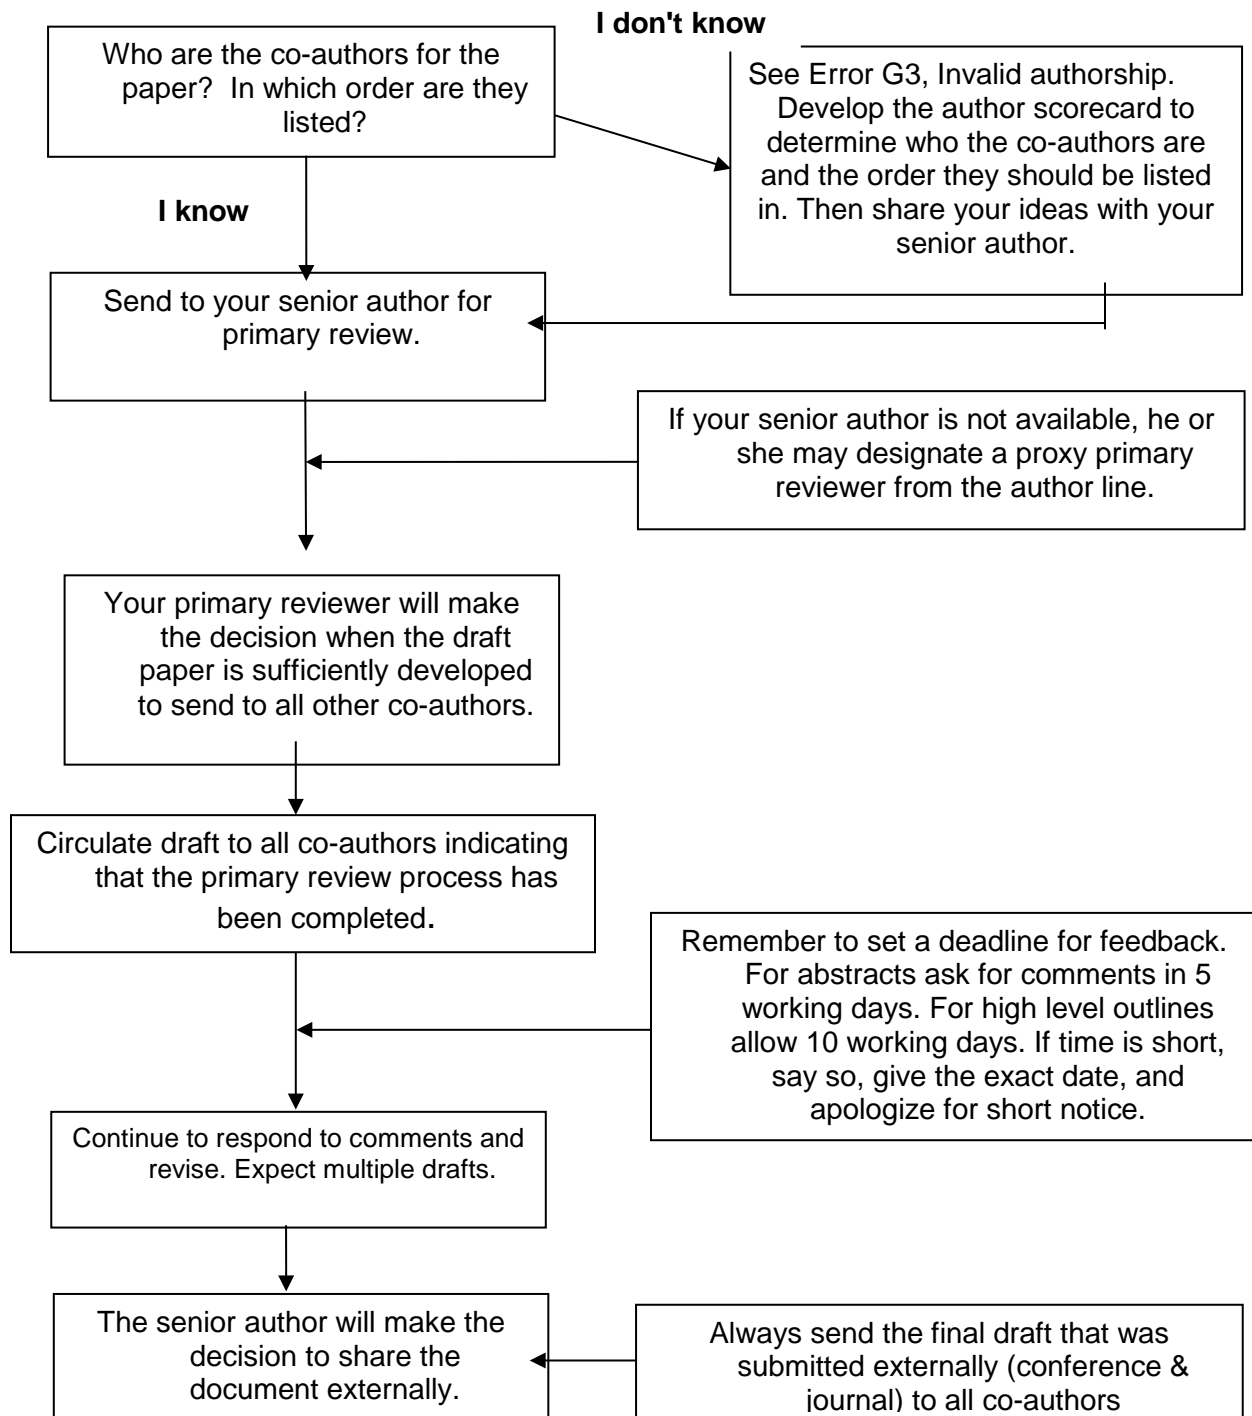 I don't know
Who are the co-authors for the
paper? In which order are they
listed?
See Error G3, Invalid authorship.
Develop the author scorecard to
determine who the co-authors are
and the order they should be listed
in. Then share your ideas with your
senior author.
I know
Send to your senior author for
primary review.
If your senior author is not available, he or
she may designate a proxy primary
reviewer from the author line.
Your primary reviewer will make
the decision when the draft
paper is sufficiently developed
to send to all other co-authors.
Circulate draft to all co-authors indicating
that the primary review process has
been completed.
Remember to set a deadline for feedback.
For abstracts ask for comments in 5
working days. For high level outlines
allow 10 working days. If time is short,
say so, give the exact date, and
apologize for short notice.
Continue to respond to comments and
revise. Expect multiple drafts.
The senior author will make the
decision to share the
document externally.
Always send the final draft that was
submitted externally (conference &
journal) to all co-authors